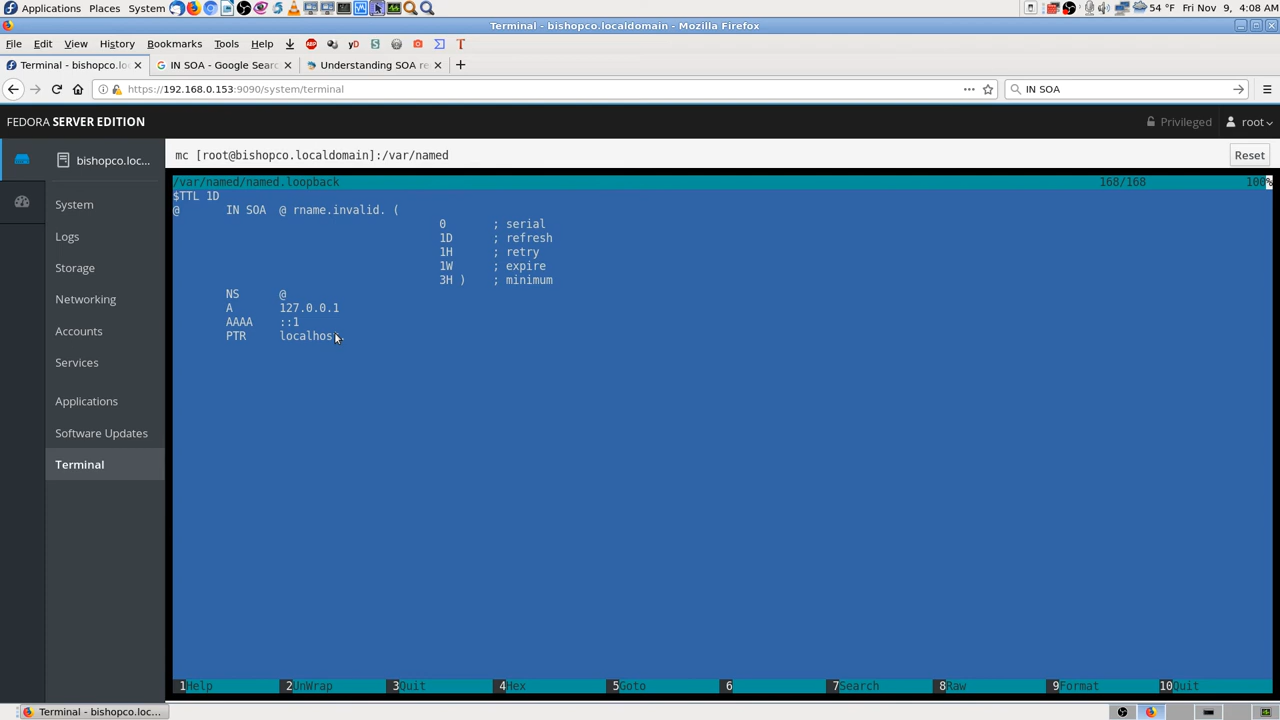 Applications Places System 54 °F Fri Nov 9, 4:08 AM
Terminal - bishopco.localdomain - Mozilla Firefox
File Edit View History Bookmarks Tools Help
Terminal - bishopco.loc IN SOA - Google Searc Understanding SOA re
https://192.168.0.153:9090/system/terminal IN SOA
FEDORA SERVER EDITION Privileged root
bishopco.loc...
System
Logs
Storage
Networking
Accounts
Services
Applications
Software Updates
Terminal
mc [root@bishopco.localdomain]:/var/named Reset
/var/named/named.loopback 168/168 100%
$TTL 1D
@ IN SOA @ rname.invalid. (
0 ; serial
1D ; refresh
1H ; retry
1W ; expire
3H ) ; minimum
NS @
A 127.0.0.1
AAAA ::1
PTR localhost.
1Help 2UnWrap 3Quit 4Hex 5Goto 6 7Search 8Raw 9Format 10Quit
Terminal - bishopco.loc...